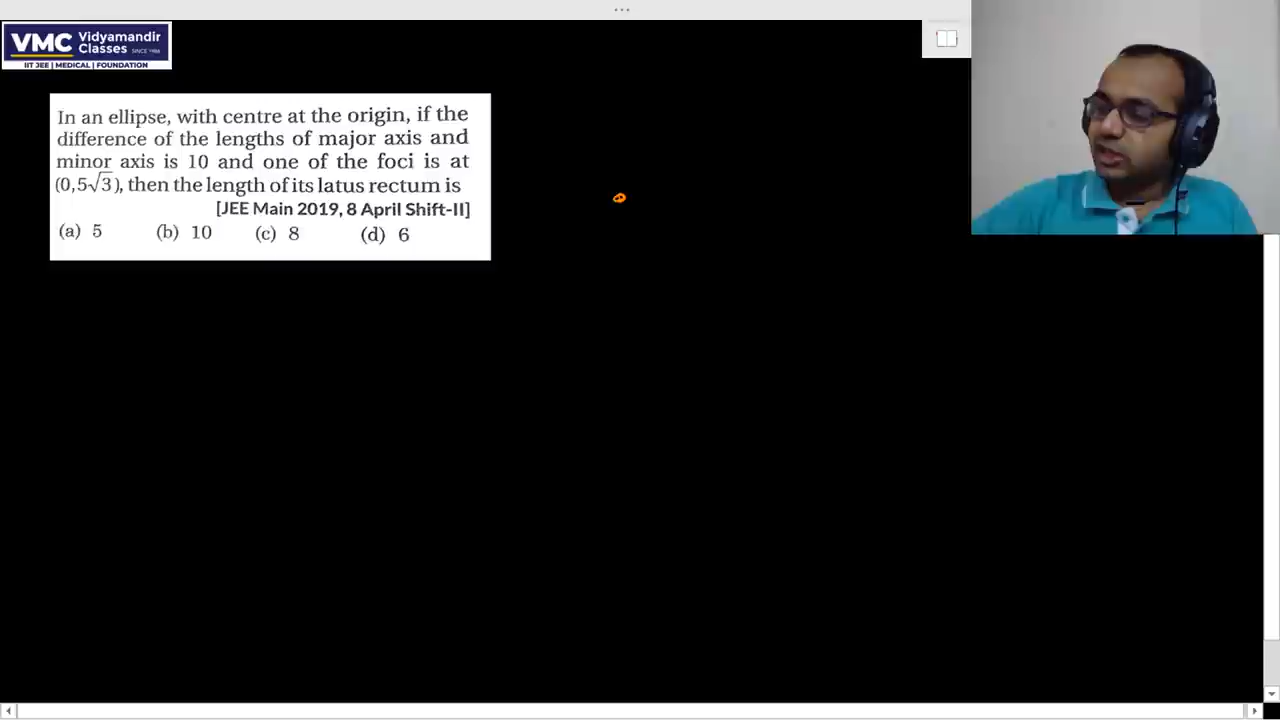 VMC Vidyamandir Classes SINCE 1986
IIT JEE | MEDICAL | FOUNDATION
In an ellipse, with centre at the origin, if the
difference of the lengths of major axis and
minor axis is 10 and one of the foci is at
(0,5√3), then the length of its latus rectum is
[JEE Main 2019, 8 April Shift-II]
(a) 5 (b) 10 (c) 8 (d) 6